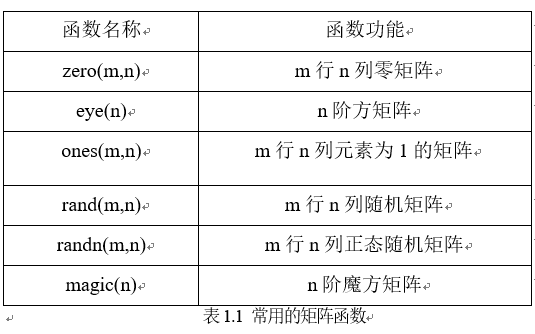 函数名称 函数功能
zero(m,n) m 行 n 列零矩阵
eye(n) n 阶方矩阵
ones(m,n) m 行 n 列元素为 1 的矩阵
rand(m,n) m 行 n 列随机矩阵
randn(m,n) m 行 n 列正态随机矩阵
magic(n) n 阶魔方矩阵
表 1.1 常用的矩阵函数